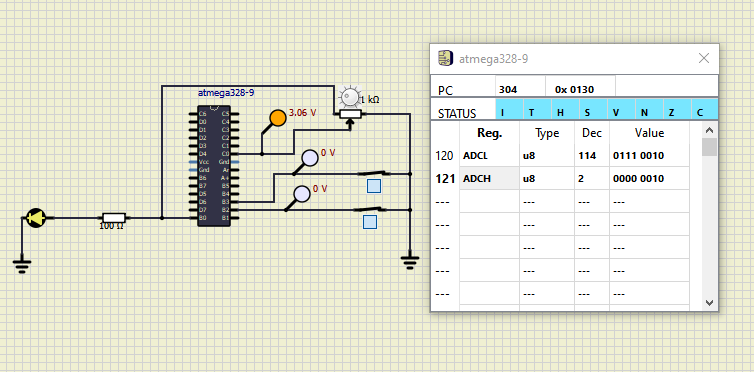 atmega328-9
PC 304 0x 0130
STATUS I T H S V N Z C
Reg. Type Dec Value
120 ADCL u8 114 0111 0010
121 ADCH u8 2 0000 0010
--- --- --- ---
--- --- --- ---
--- --- --- ---
--- --- --- ---
--- --- --- ---
atmega328-9
1 kΩ
3.06 V
C6 C5
D0 C4
D1 C3
D2 C2
D3 C1
D4 C0
Vcc Gnd
Gnd Ar
B6 A+
B7 B5
D5 B4
D6 B3
D7 B2
B0 B1
0 V
0 V
100 Ω